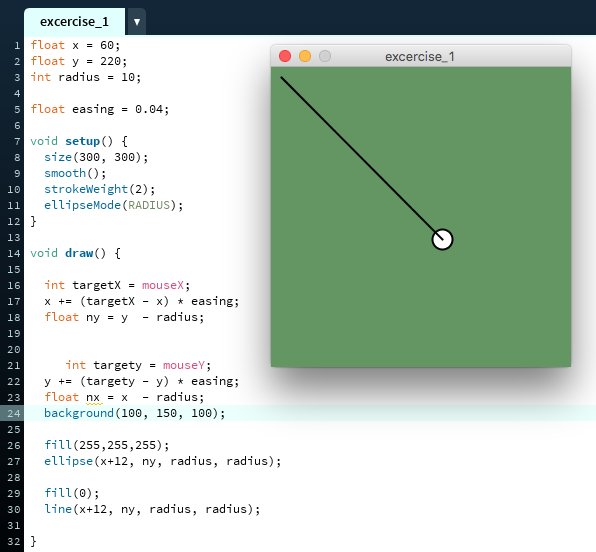 excercise_1 ▼
excercise_1
1 float x = 60;
2 float y = 220;
3 int radius = 10;
4
5 float easing = 0.04;
6
7 void setup() {
8   size(300, 300);
9   smooth();
10   strokeWeight(2);
11   ellipseMode(RADIUS);
12 }
13
14 void draw() {
15
16   int targetX = mouseX;
17   x += (targetX - x) * easing;
18   float ny = y  - radius;
19
20
21      int targety = mouseY;
22   y += (targety - y) * easing;
23   float nx = x  - radius;
24   background(100, 150, 100);
25
26   fill(255,255,255);
27   ellipse(x+12, ny, radius, radius);
28
29   fill(0);
30   line(x+12, ny, radius, radius);
31
32 }